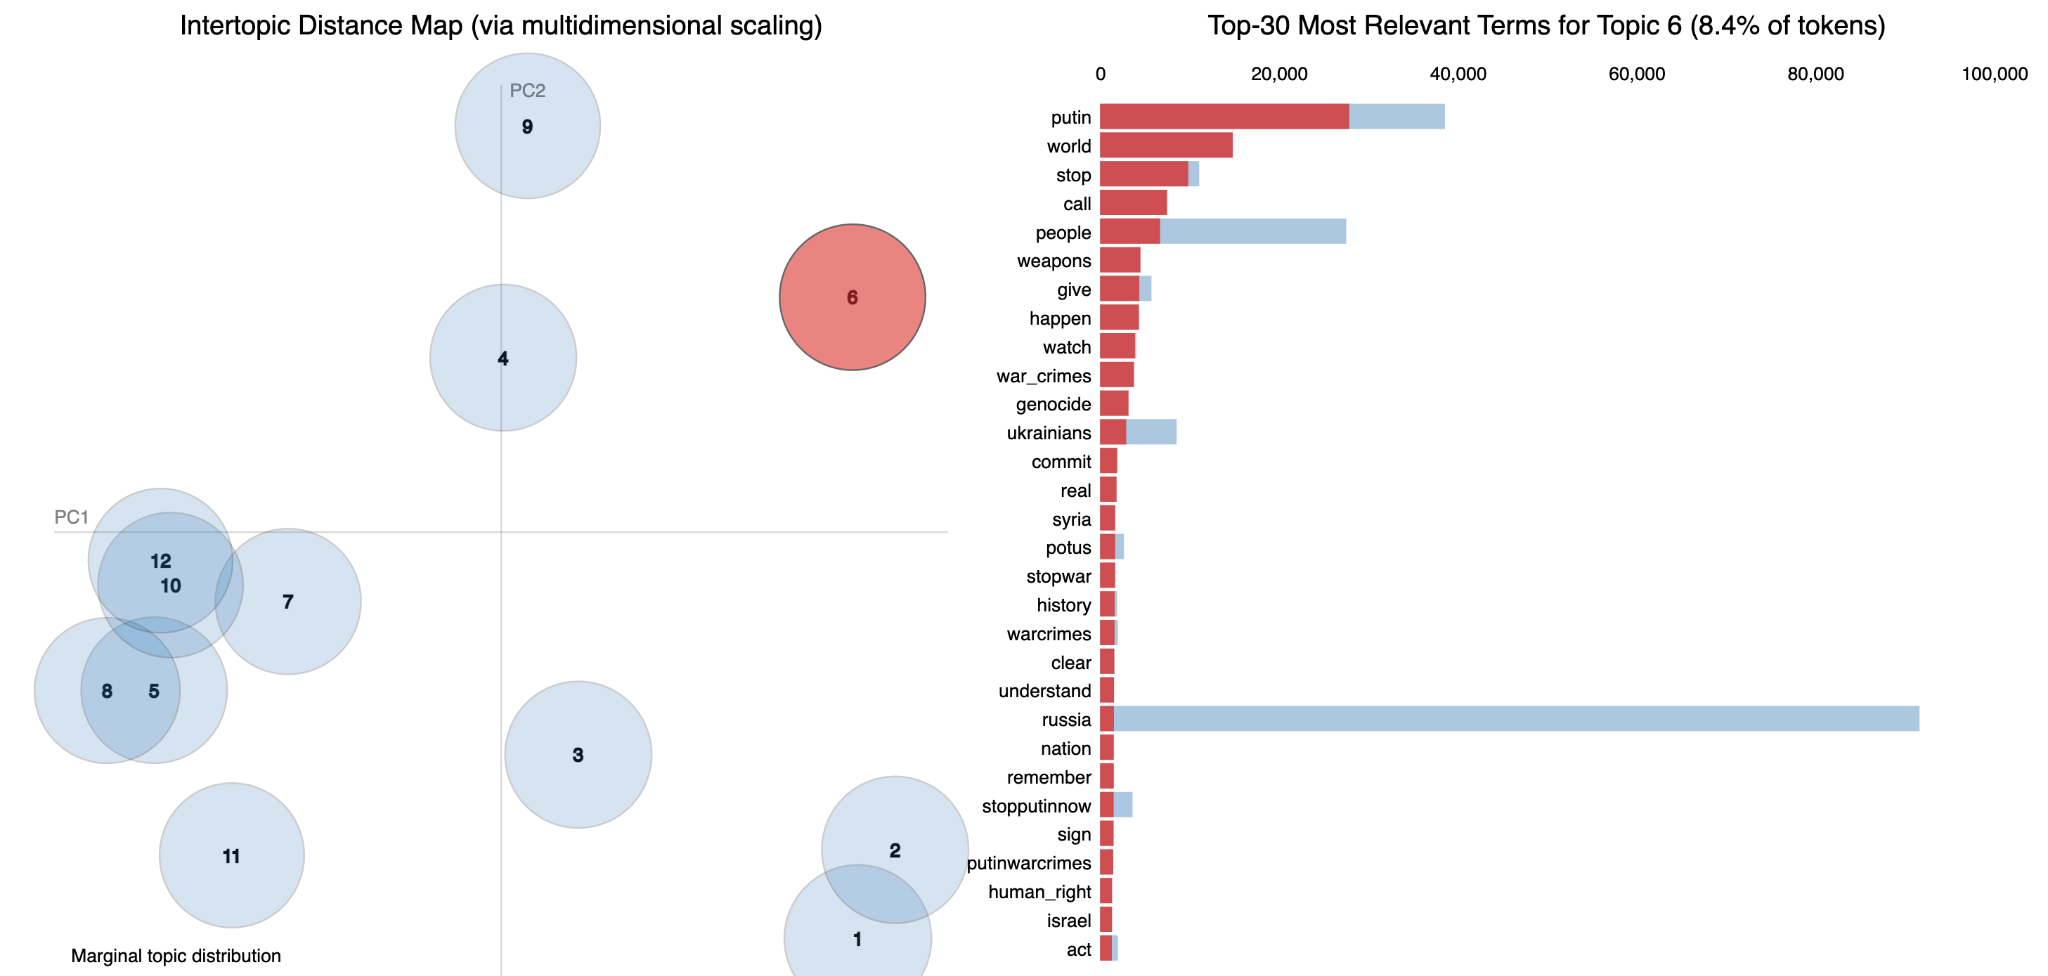 Intertopic Distance Map (via multidimensional scaling)
PC2
9
6
4
PC1
12
10
7
8
5
3
2
11
1
Marginal topic distribution
Top-30 Most Relevant Terms for Topic 6 (8.4% of tokens)
0 20,000 40,000 60,000 80,000 100,000
putin
world
stop
call
people
weapons
give
happen
watch
war_crimes
genocide
ukrainians
commit
real
syria
potus
stopwar
history
warcrimes
clear
understand
russia
nation
remember
stopputinnow
sign
putinwarcrimes
human_right
israel
act